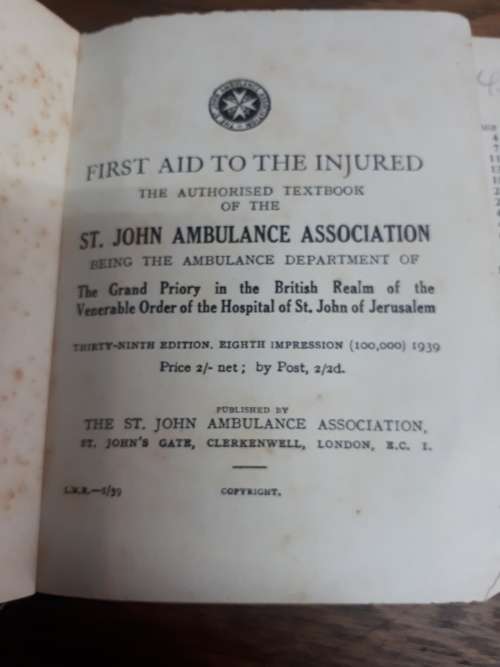 FIRST AID TO THE INJURED
THE AUTHORISED TEXTBOOK
OF THE
ST. JOHN AMBULANCE ASSOCIATION
BEING THE AMBULANCE DEPARTMENT OF
The Grand Priory in the British Realm of the
Venerable Order of the Hospital of St. John of Jerusalem
THIRTY-NINTH EDITION. EIGHTH IMPRESSION (100,000) 1939
Price 2/- net; by Post, 2/2d.
PUBLISHED BY
THE ST. JOHN AMBULANCE ASSOCIATION,
ST. JOHN'S GATE, CLERKENWELL, LONDON, E.C. 1.
COPYRIGHT.